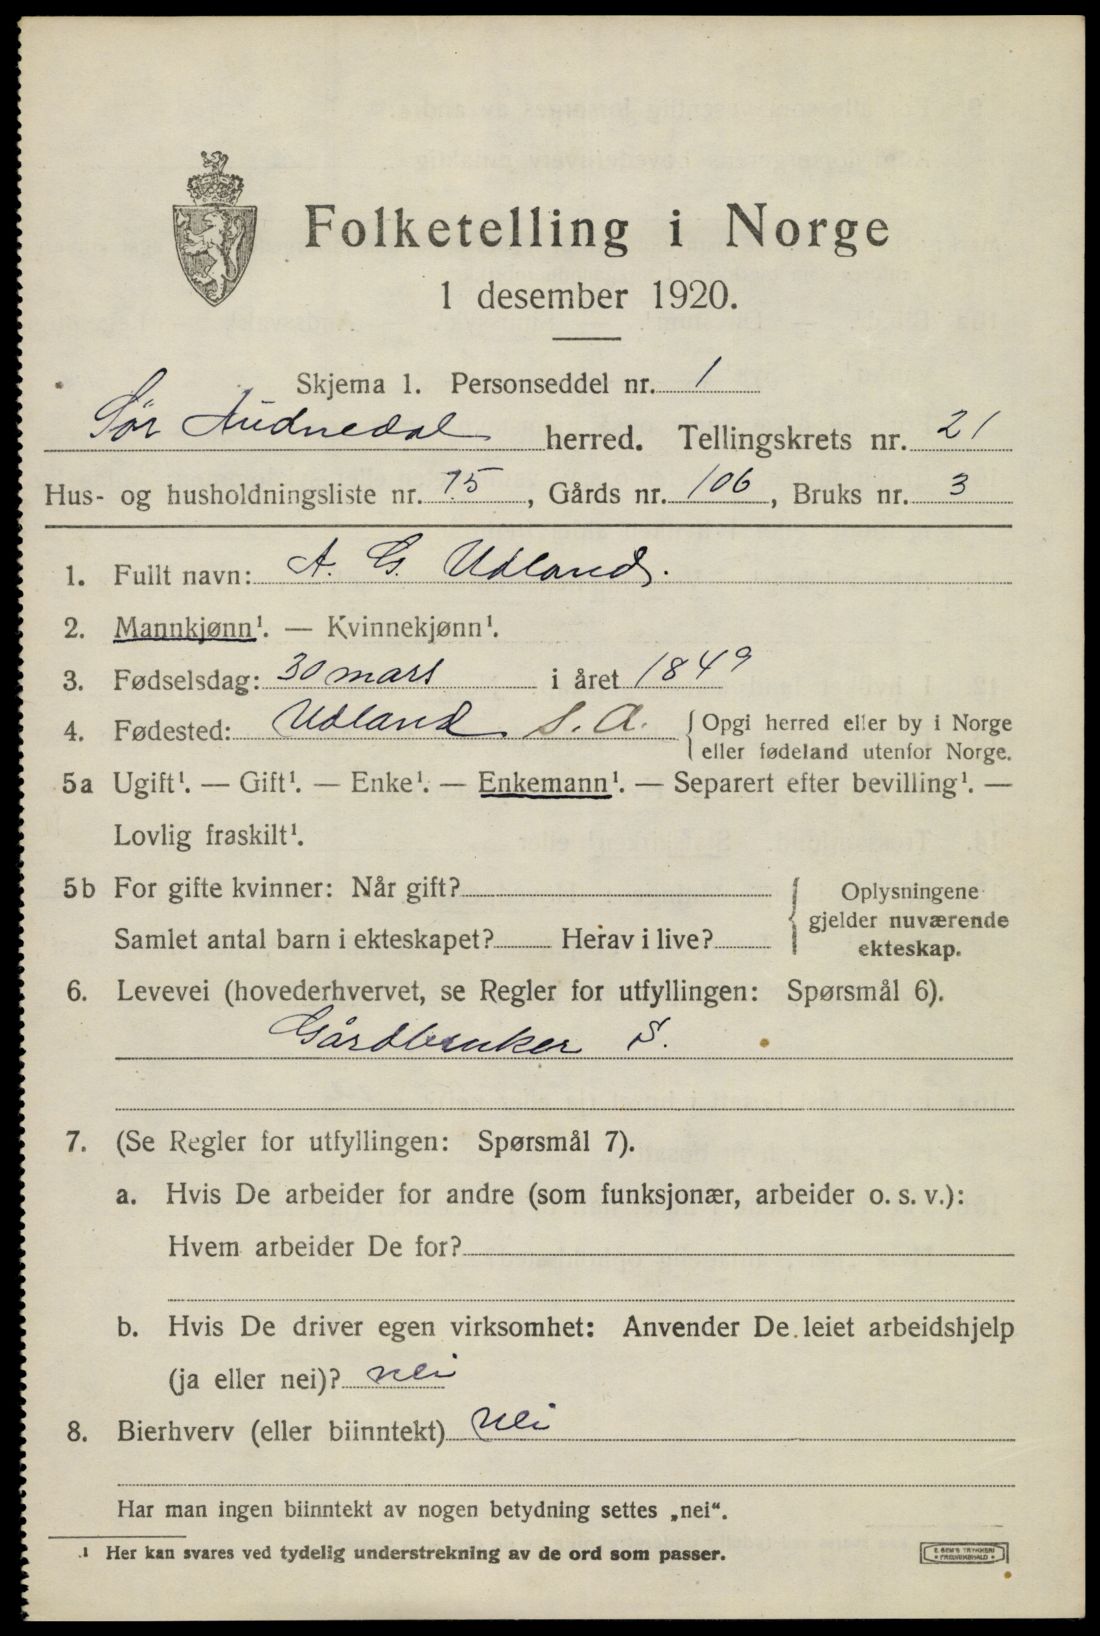 Folketelling i Norge
1 desember 1920.
Skjema 1. Personseddel nr. 1
Sør Audnedal herred. Tellingskrets nr. 21
Hus- og husholdningsliste nr. 15, Gårds nr. 106, Bruks nr. 3
1. Fullt navn: A. G. Udland.
2. Mannkjønn¹. — Kvinnekjønn¹.
3. Fødselsdag: 30 mars i året 1849
4. Fødested: Udland S. A. { Opgi herred eller by i Norge
eller fødeland utenfor Norge.
5a Ugift¹. — Gift¹. — Enke¹. — Enkemann¹. — Separert efter bevilling¹. —
Lovlig fraskilt¹.
5b For gifte kvinner: Når gift?
Samlet antal barn i ekteskapet? Herav i live?
Oplysningene
gjelder nuværende
ekteskap.
6. Levevei (hovederhvervet, se Regler for utfyllingen: Spørsmål 6).
Gårdbruker S.
7. (Se Regler for utfyllingen: Spørsmål 7).
a. Hvis De arbeider for andre (som funksjonær, arbeider o. s. v.):
Hvem arbeider De for?
b. Hvis De driver egen virksomhet: Anvender De leiet arbeidshjelp
(ja eller nei)? nei
8. Bierhverv (eller biinntekt) Nei
Har man ingen biinntekt av nogen betydning settes „nei“.
¹ Her kan svares ved tydelig understrekning av de ord som passer.